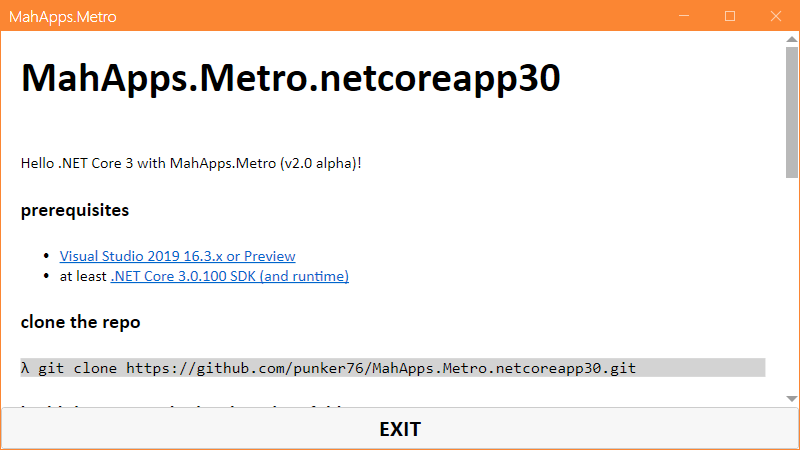 MahApps.Metro
MahApps.Metro.netcoreapp30
Hello .NET Core 3 with MahApps.Metro (v2.0 alpha)!
prerequisites
• Visual Studio 2019 16.3.x or Preview
• at least .NET Core 3.0.100 SDK (and runtime)
clone the repo
λ git clone https://github.com/punker76/MahApps.Metro.netcoreapp30.git
EXIT